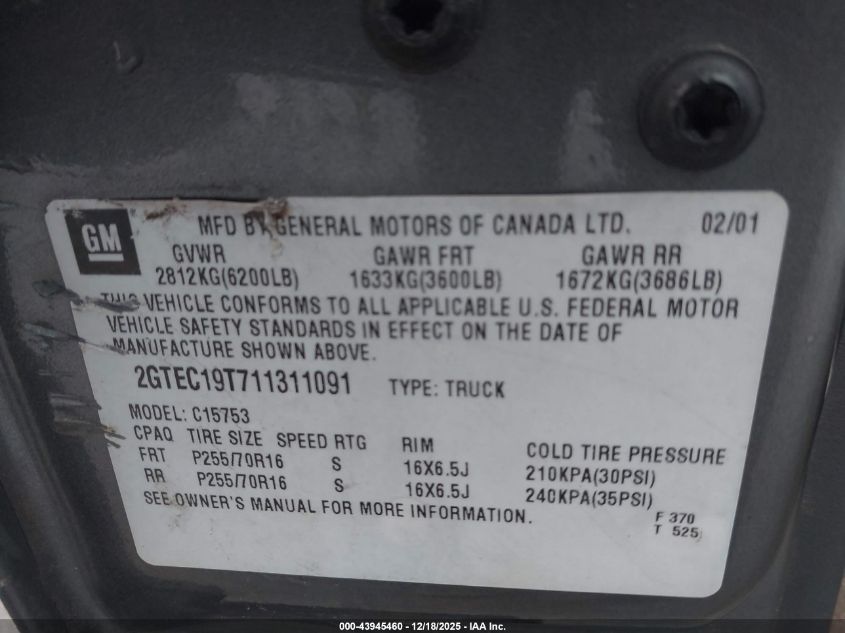 GM
MFD BY GENERAL MOTORS OF CANADA LTD. 02/01
GVWR GAWR FRT GAWR RR
2812KG(6200LB) 1633KG(3600LB) 1672KG(3686LB)
THIS VEHICLE CONFORMS TO ALL APPLICABLE U.S. FEDERAL MOTOR
VEHICLE SAFETY STANDARDS IN EFFECT ON THE DATE OF
MANUFACTURE SHOWN ABOVE.
2GTEC19T711311091 TYPE: TRUCK
MODEL: C15753
CPAQ TIRE SIZE SPEED RTG RIM COLD TIRE PRESSURE
FRT P255/70R16 S 16X6.5J 210KPA(30PSI)
RR P255/70R16 S 16X6.5J 240KPA(35PSI)
SEE OWNER'S MANUAL FOR MORE INFORMATION.
F 370
T 525
000-43945460 - 12/18/2025 - IAA Inc.